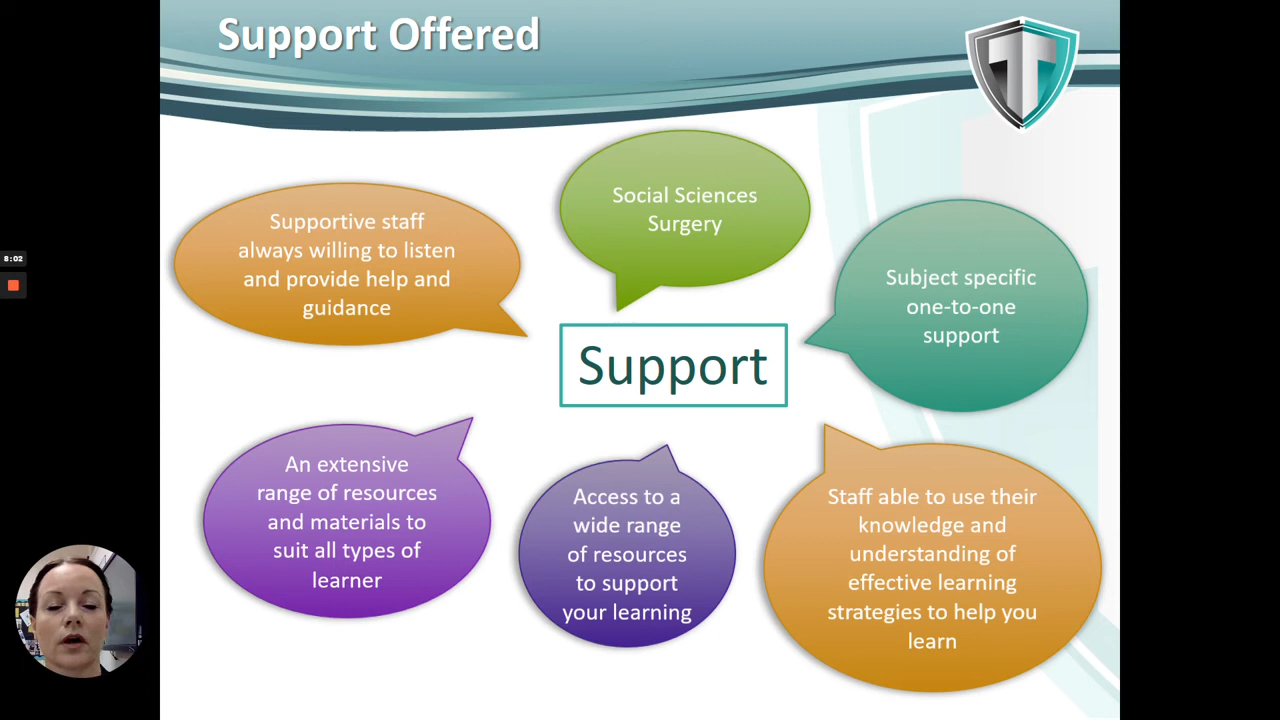 Support Offered
T
Social Sciences
Surgery
Supportive staff
always willing to listen
and provide help and
guidance
Subject specific
one-to-one
support
8:02
Support
An extensive
range of resources
and materials to
suit all types of
learner
Access to a
wide range
of resources
to support
your learning
Staff able to use their
knowledge and
understanding of
effective learning
strategies to help you
learn